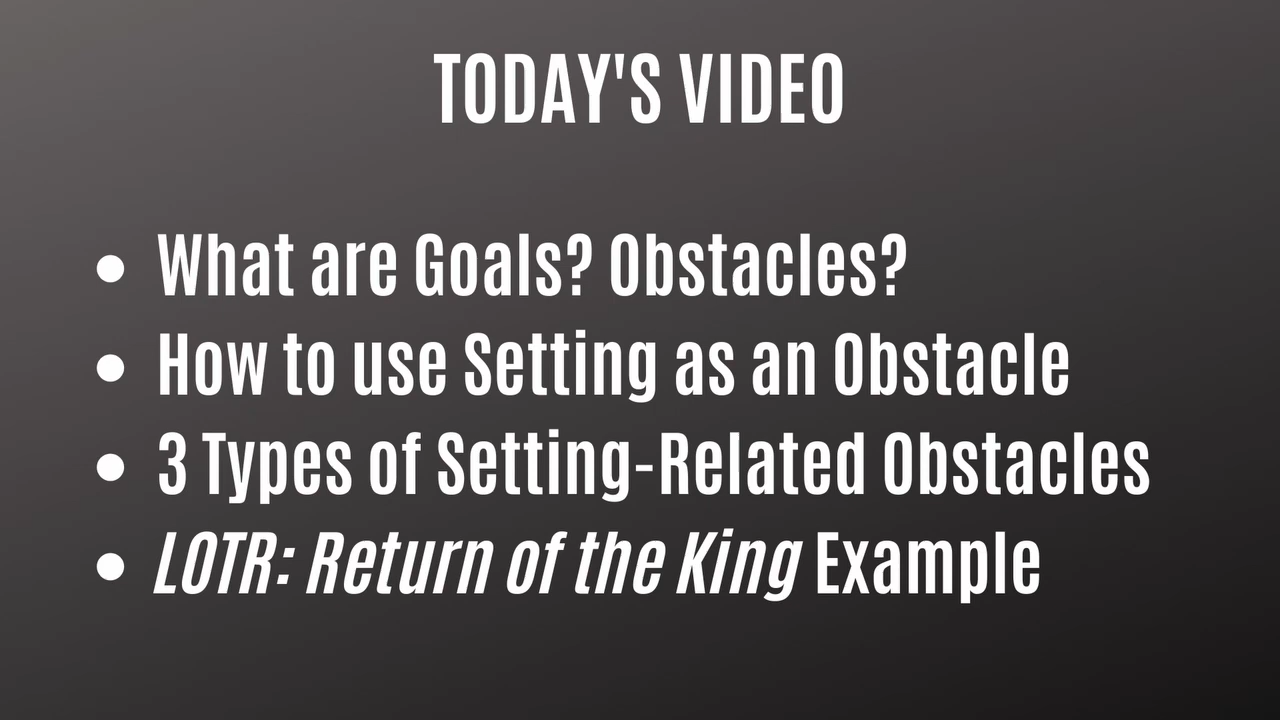 TODAY'S VIDEO
• What are Goals? Obstacles?
• How to use Setting as an Obstacle
• 3 Types of Setting-Related Obstacles
• LOTR: Return of the King Example